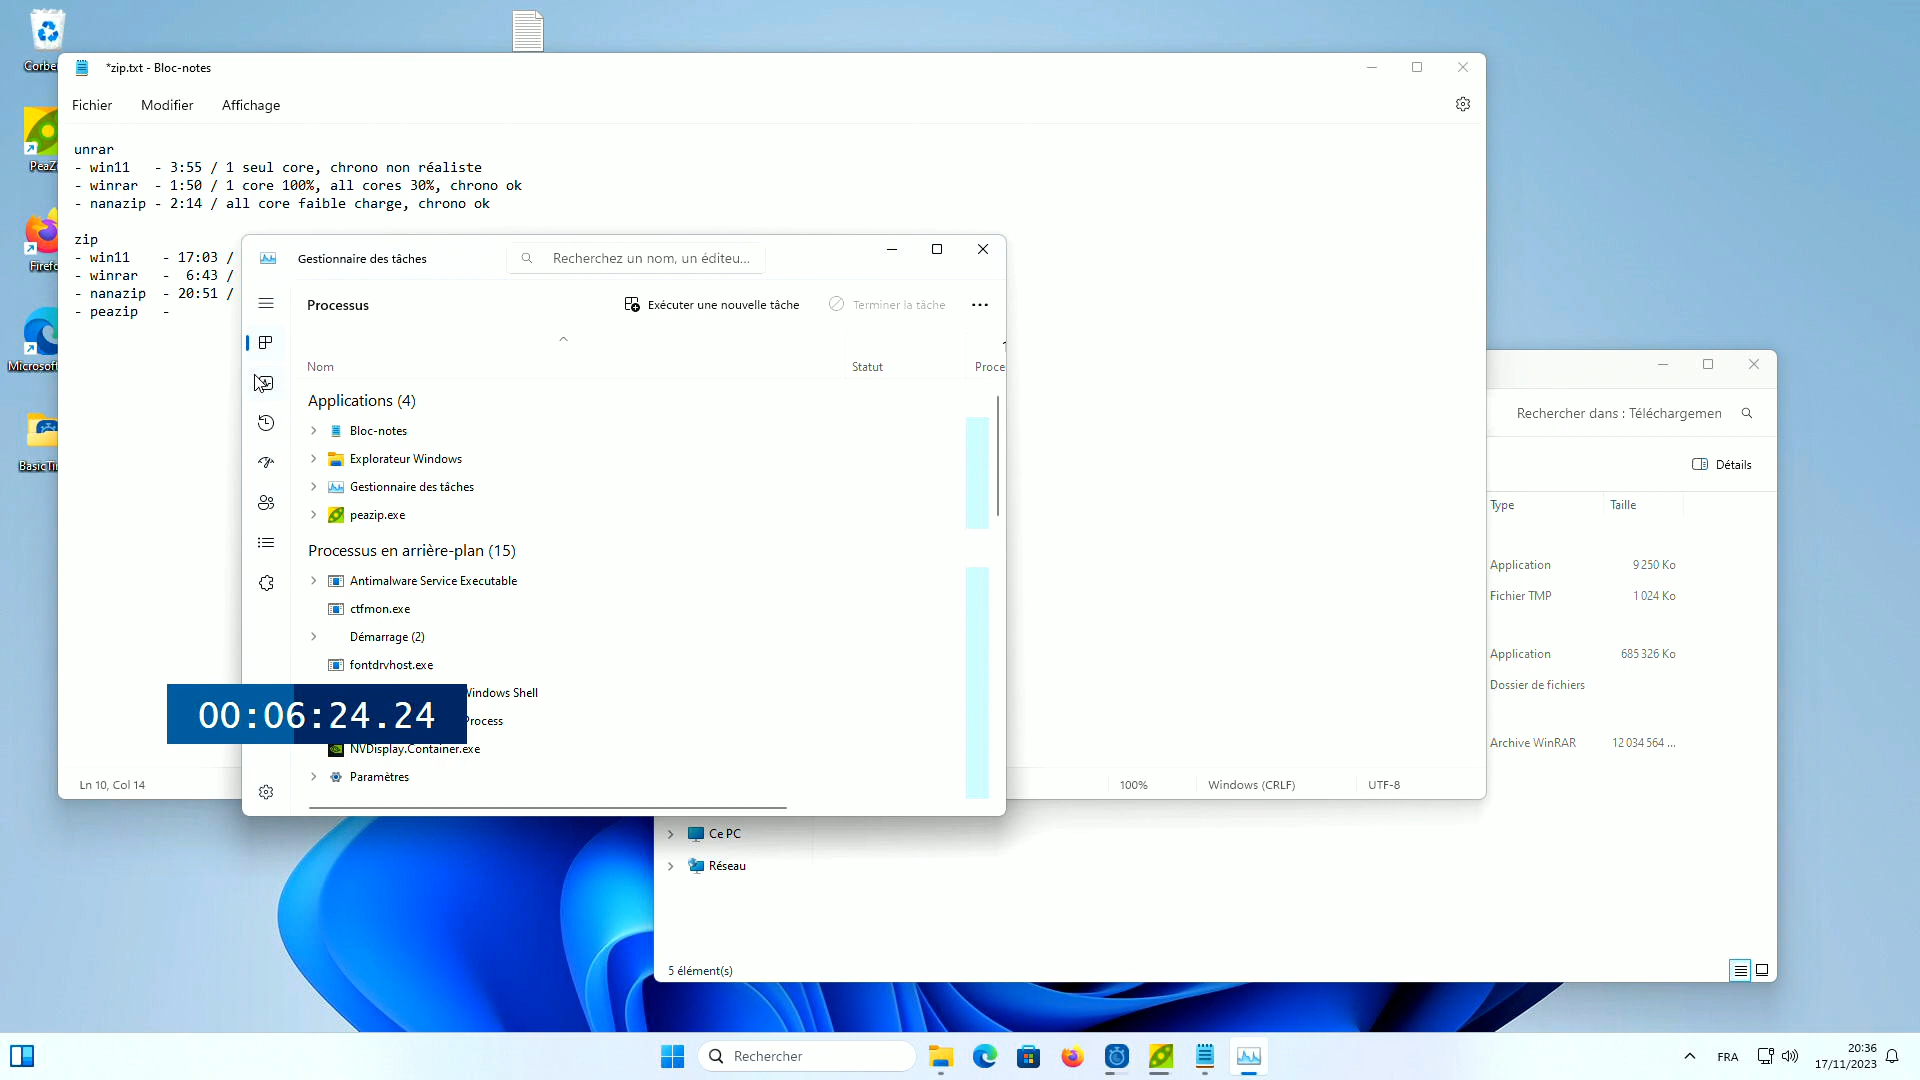 Corbe
*zip.txt - Bloc-notes
Fichier Modifier Affichage
unrar
- win11 - 3:55 / 1 seul core, chrono non réaliste
- winrar - 1:50 / 1 core 100%, all cores 30%, chrono ok
- nanazip - 2:14 / all core faible charge, chrono ok
zip
- win11 - 17:03 /
- winrar - 6:43 /
- nanazip - 20:51 /
- peazip -
PeaZ
Firefo
Microsoft
BasicTi
Gestionnaire des tâches
Recherchez un nom, un éditeu...
Processus
Exécuter une nouvelle tâche
Terminer la tâche
Nom Statut Proce
Applications (4)
Bloc-notes
Explorateur Windows
Gestionnaire des tâches
peazip.exe
Processus en arrière-plan (15)
Antimalware Service Executable
ctfmon.exe
Démarrage (2)
fontdrvhost.exe
Windows Shell
Process
NVDisplay.Container.exe
Paramètres
00:06:24.24
Ln 10, Col 14
100%
Windows (CRLF)
UTF-8
Rechercher dans : Téléchargemen
Détails
Type Taille
Application 9 250 Ko
Fichier TMP 1 024 Ko
Application 685 326 Ko
Dossier de fichiers
Archive WinRAR 12 034 564 ...
Ce PC
Réseau
5 élément(s)
Rechercher
FRA
20:36
17/11/2023